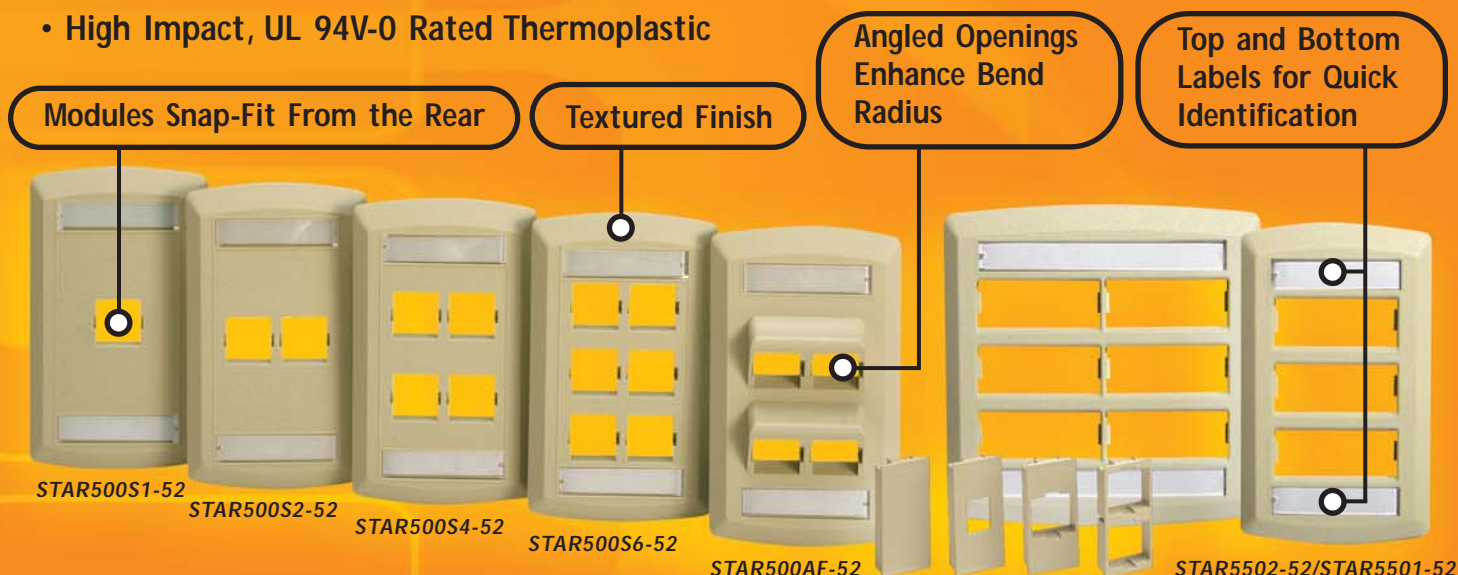 • High Impact, UL 94V-0 Rated Thermoplastic
Modules Snap-Fit From the Rear
Textured Finish
Angled Openings
Enhance Bend
Radius
Top and Bottom
Labels for Quick
Identification
STAR500S1-52
STAR500S2-52
STAR500S4-52
STAR500S6-52
STAR500AF-52
STAR5502-52/STAR5501-52